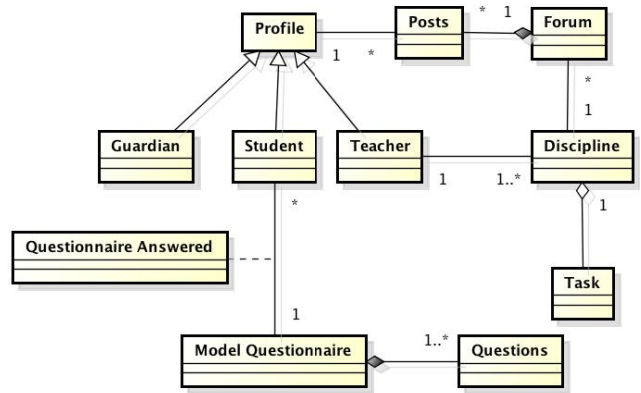 Profile
Posts
Forum
1
*
*
1
*
1
Guardian
Student
Teacher
Discipline
1
1..*
1
*
Questionnaire Answered
Task
1
Model Questionnaire
1..*
Questions